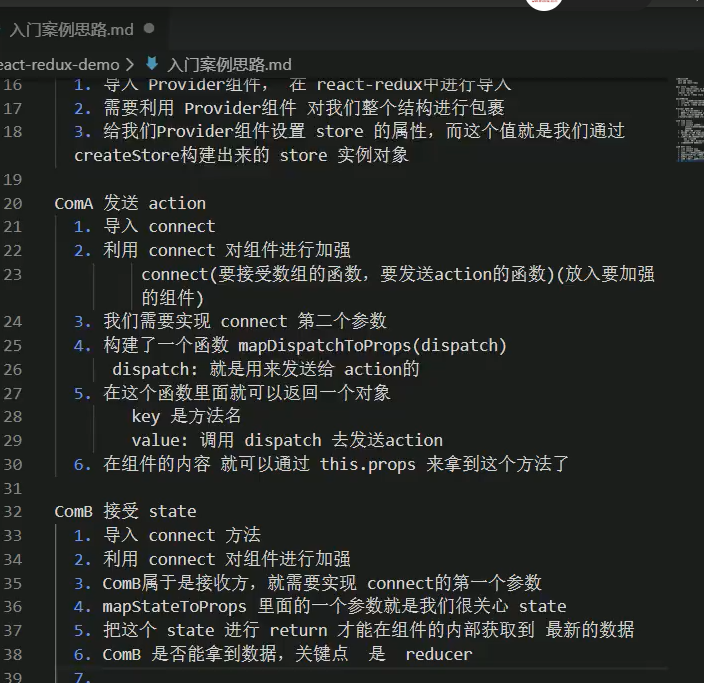 入门案例思路.md
eact-redux-demo > 入门案例思路.md
16 1. 导入 Provider组件， 在 react-redux中进行导入
17 2. 需要利用 Provider组件 对我们整个结构进行包裹
18 3. 给我们Provider组件设置 store 的属性，而这个值就是我们通过
createStore构建出来的 store 实例对象
19
20 ComA 发送 action
21 1. 导入 connect
22 2. 利用 connect 对组件进行加强
23 connect(要接受数组的函数，要发送action的函数)(放入要加强
的组件)
24 3. 我们需要实现 connect 第二个参数
25 4. 构建了一个函数 mapDispatchToProps(dispatch)
26 dispatch: 就是用来发送给 action的
27 5. 在这个函数里面就可以返回一个对象
28 key 是方法名
29 value: 调用 dispatch 去发送action
30 6. 在组件的内容 就可以通过 this.props 来拿到这个方法了
31
32 ComB 接受 state
33 1. 导入 connect 方法
34 2. 利用 connect 对组件进行加强
35 3. ComB属于是接收方，就需要实现 connect的第一个参数
36 4. mapStateToProps 里面的一个参数就是我们很关心 state
37 5. 把这个 state 进行 return 才能在组件的内部获取到 最新的数据
38 6. ComB 是否能拿到数据，关键点 是 reducer
39 7.